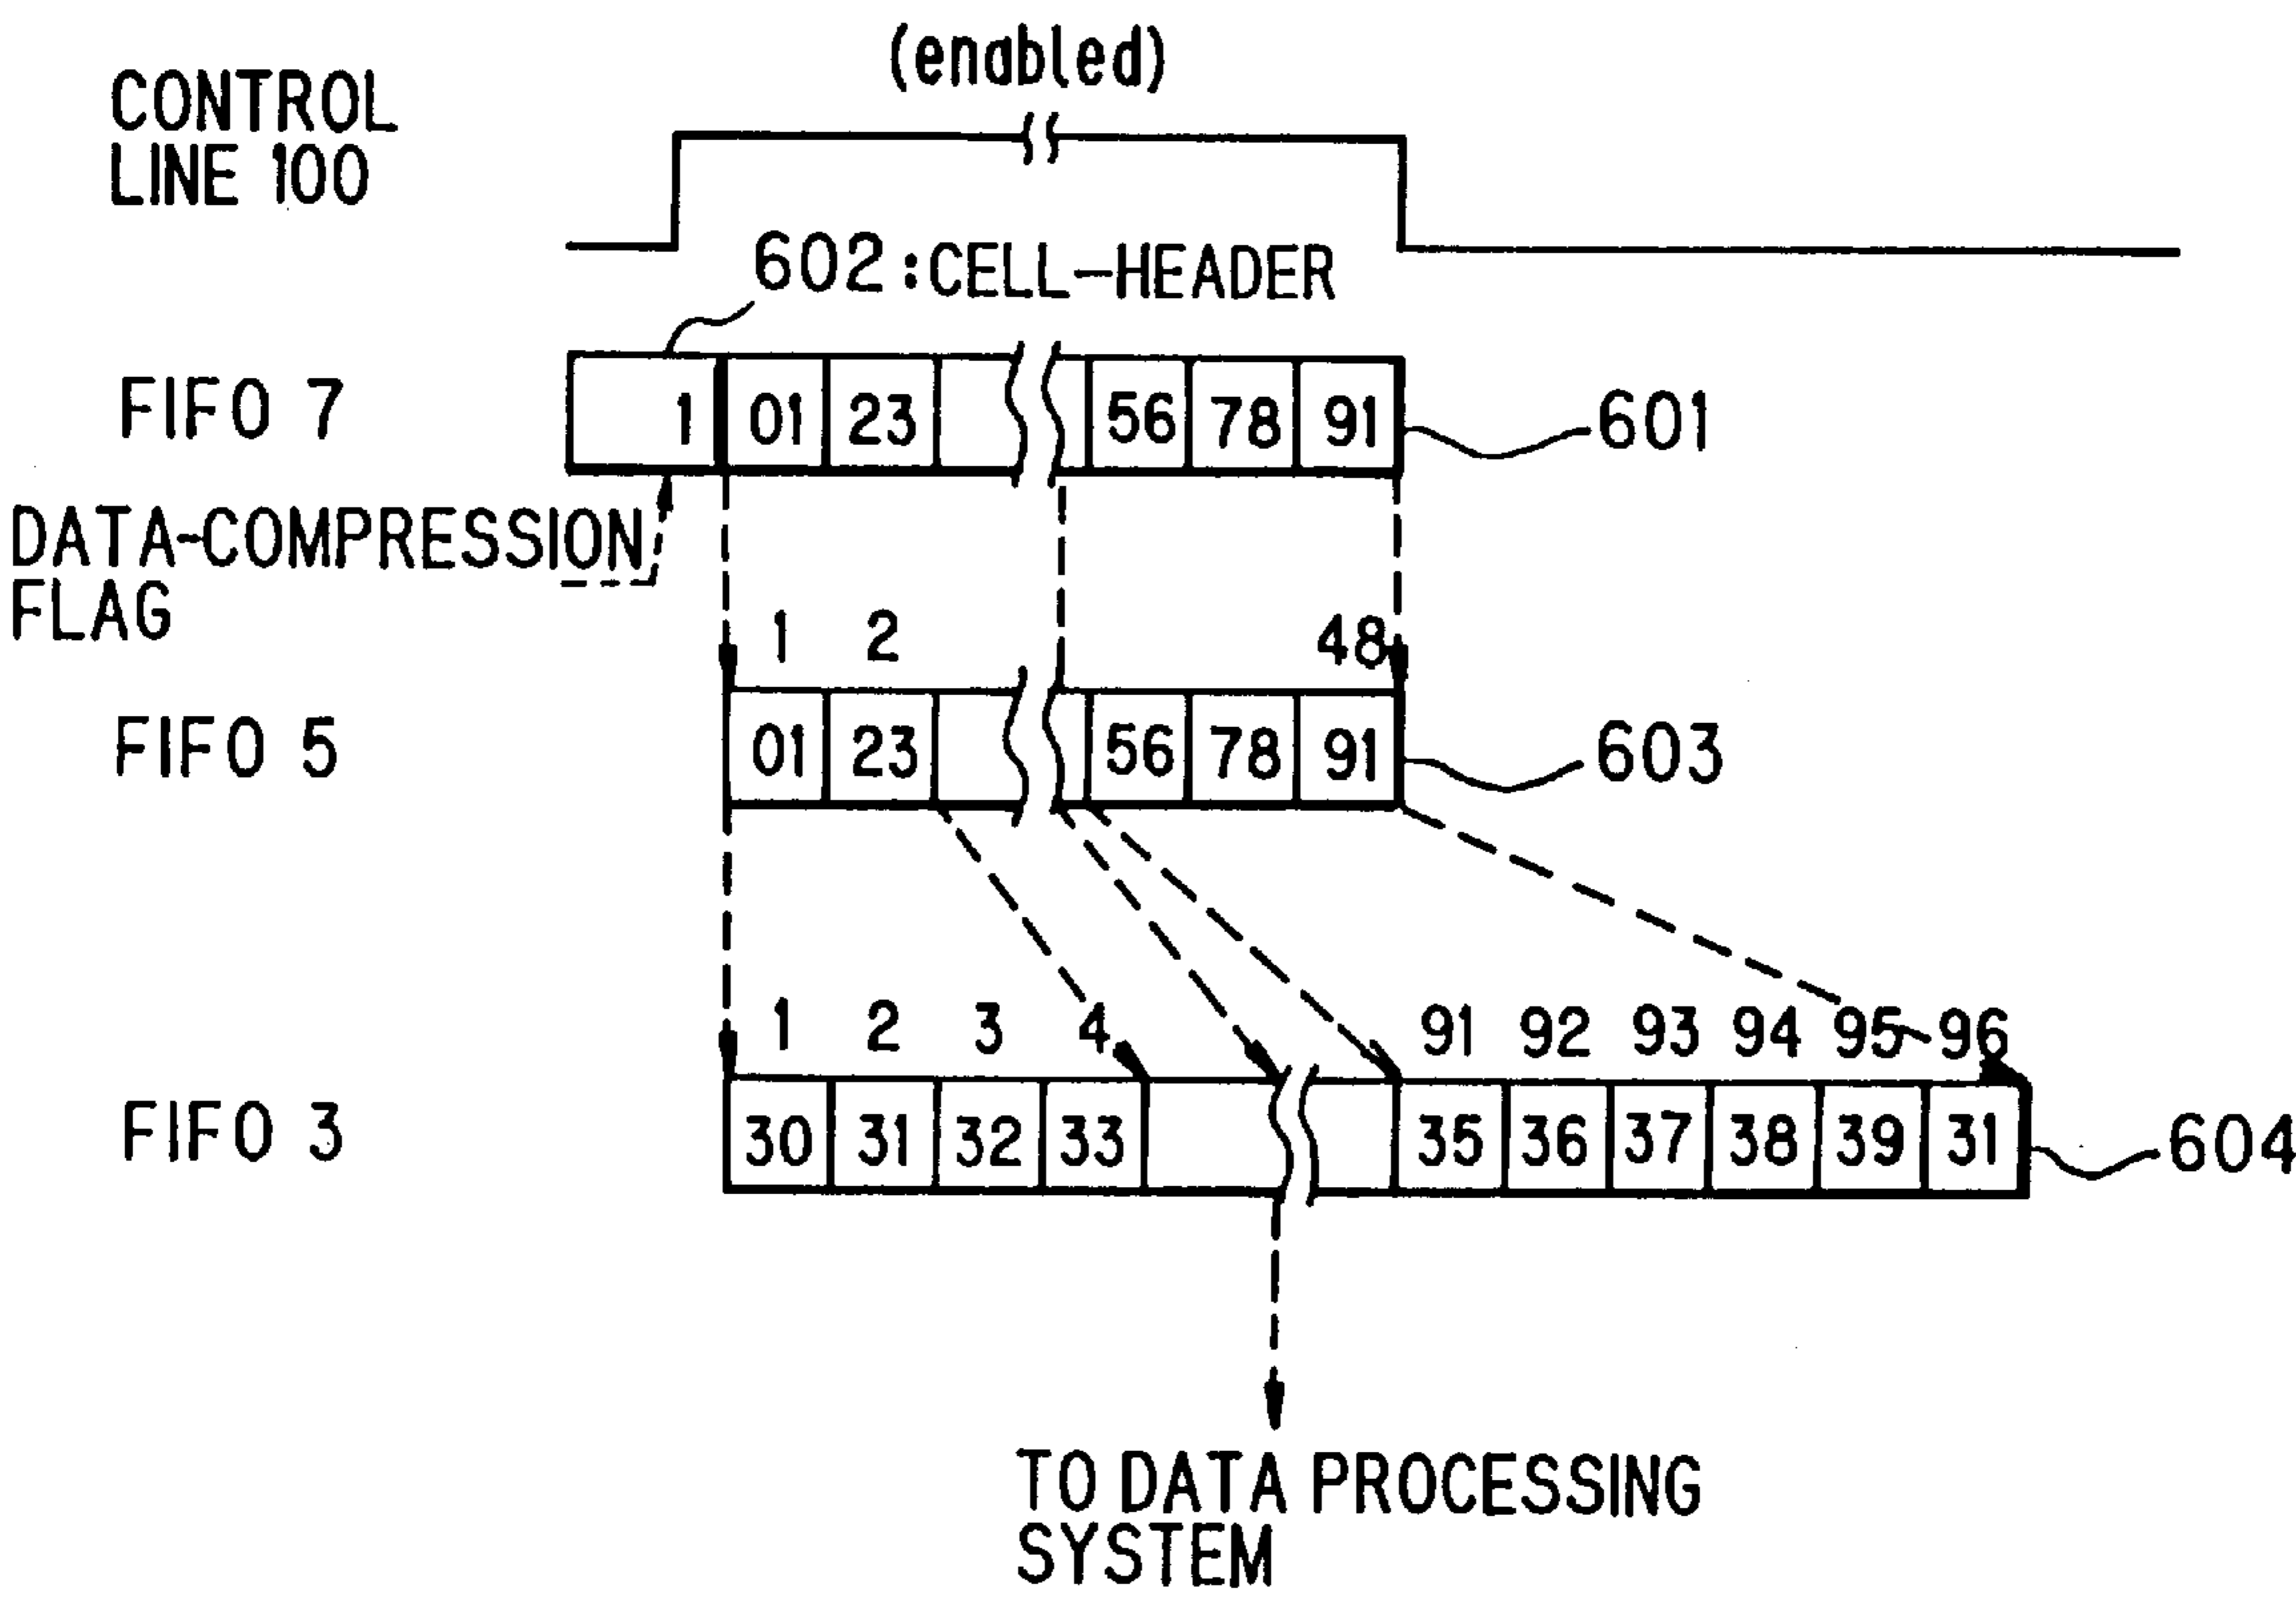 (enabled)
CONTROL
LINE 100
602:CELL-HEADER
FIFO 7
1 01 23 56 78 91
601
DATA-COMPRESSION
FLAG
1 2 48
FIFO 5
01 23 56 78 91
603
1 2 3 4 91 92 93 94 95 96
FIFO 3
30 31 32 33 35 36 37 38 39 31
604
TO DATA PROCESSING
SYSTEM